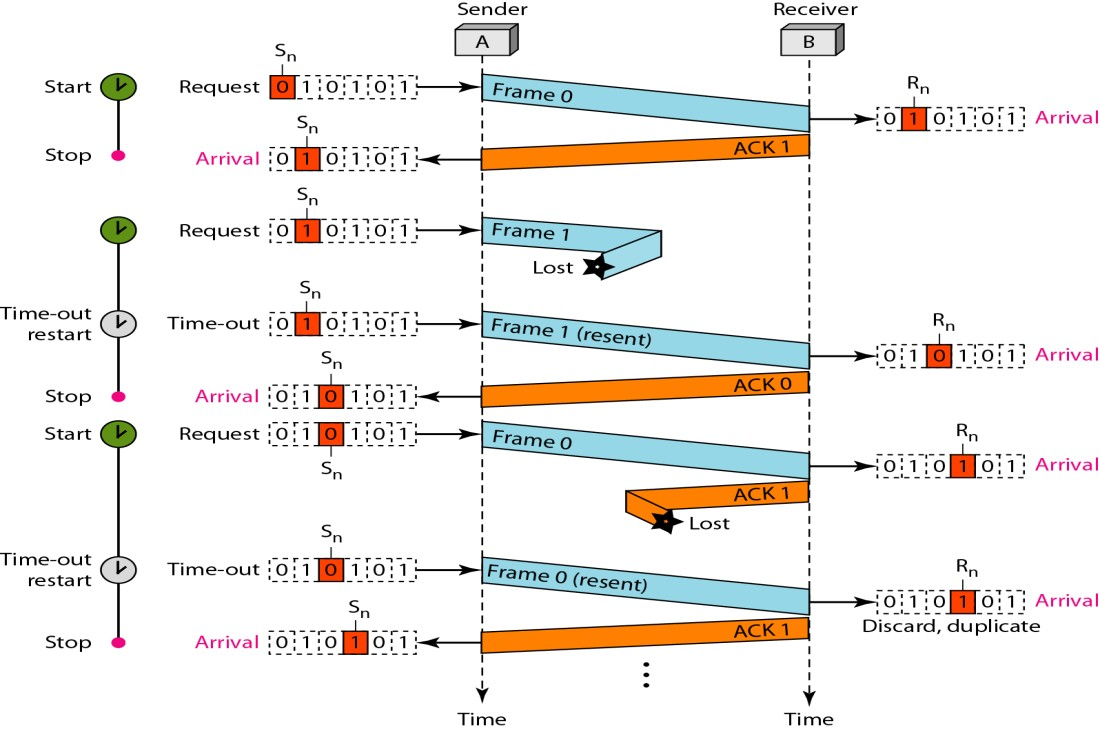 Sender
Receiver
A
B
Sn
Start
Request
0 1 0 1 0 1
Frame 0
Rn
0 1 0 1 0 1
Arrival
Sn
Stop
Arrival
0 1 0 1 0 1
ACK 1
Sn
Request
0 1 0 1 0 1
Frame 1
Lost
Sn
Time-out
restart
Time-out
0 1 0 1 0 1
Frame 1 (resent)
Rn
0 1 0 1 0 1
Arrival
Sn
Stop
Arrival
0 1 0 1 0 1
ACK 0
Start
Request
0 1 0 1 0 1
Sn
Frame 0
Rn
0 1 0 1 0 1
Arrival
ACK 1
Lost
Sn
Time-out
restart
Time-out
0 1 0 1 0 1
Frame 0 (resent)
Rn
0 1 0 1 0 1
Arrival
Discard, duplicate
Sn
Stop
Arrival
0 1 0 1 0 1
ACK 1
Time
Time